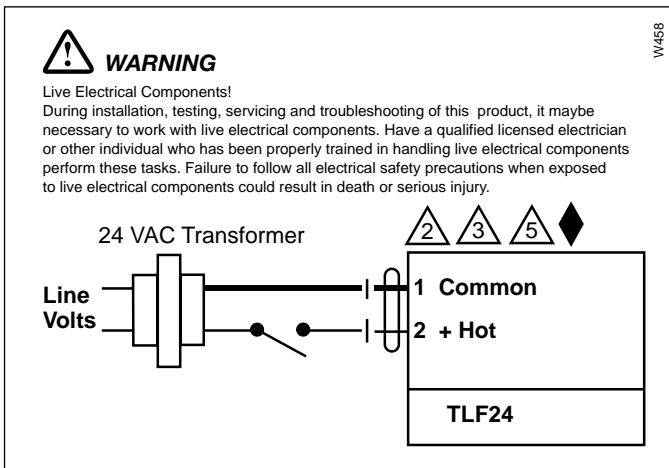 W458
WARNING
Live Electrical Components!
During installation, testing, servicing and troubleshooting of this product, it maybe
necessary to work with live electrical components. Have a qualified licensed electrician
or other individual who has been properly trained in handling live electrical components
perform these tasks. Failure to follow all electrical safety precautions when exposed
to live electrical components could result in death or serious injury.
24 VAC Transformer
2 3 5
Line
Volts
1 Common
2 + Hot
TLF24